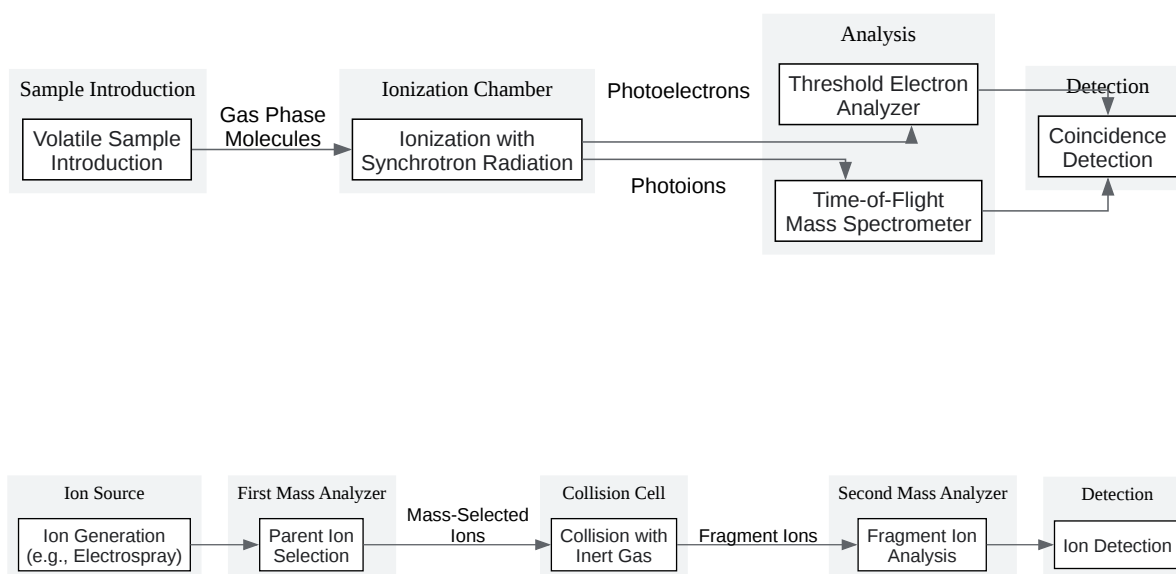 Analysis
Sample Introduction
Ionization Chamber
Detection
Volatile Sample
Introduction
Gas Phase
Molecules
Ionization with
Synchrotron Radiation
Photoelectrons
Photoions
Threshold Electron
Analyzer
Time-of-Flight
Mass Spectrometer
Coincidence
Detection
Ion Source
Ion Generation
(e.g., Electrospray)
First Mass Analyzer
Parent Ion
Selection
Mass-Selected
Ions
Collision Cell
Collision with
Inert Gas
Fragment Ions
Second Mass Analyzer
Fragment Ion
Analysis
Detection
Ion Detection